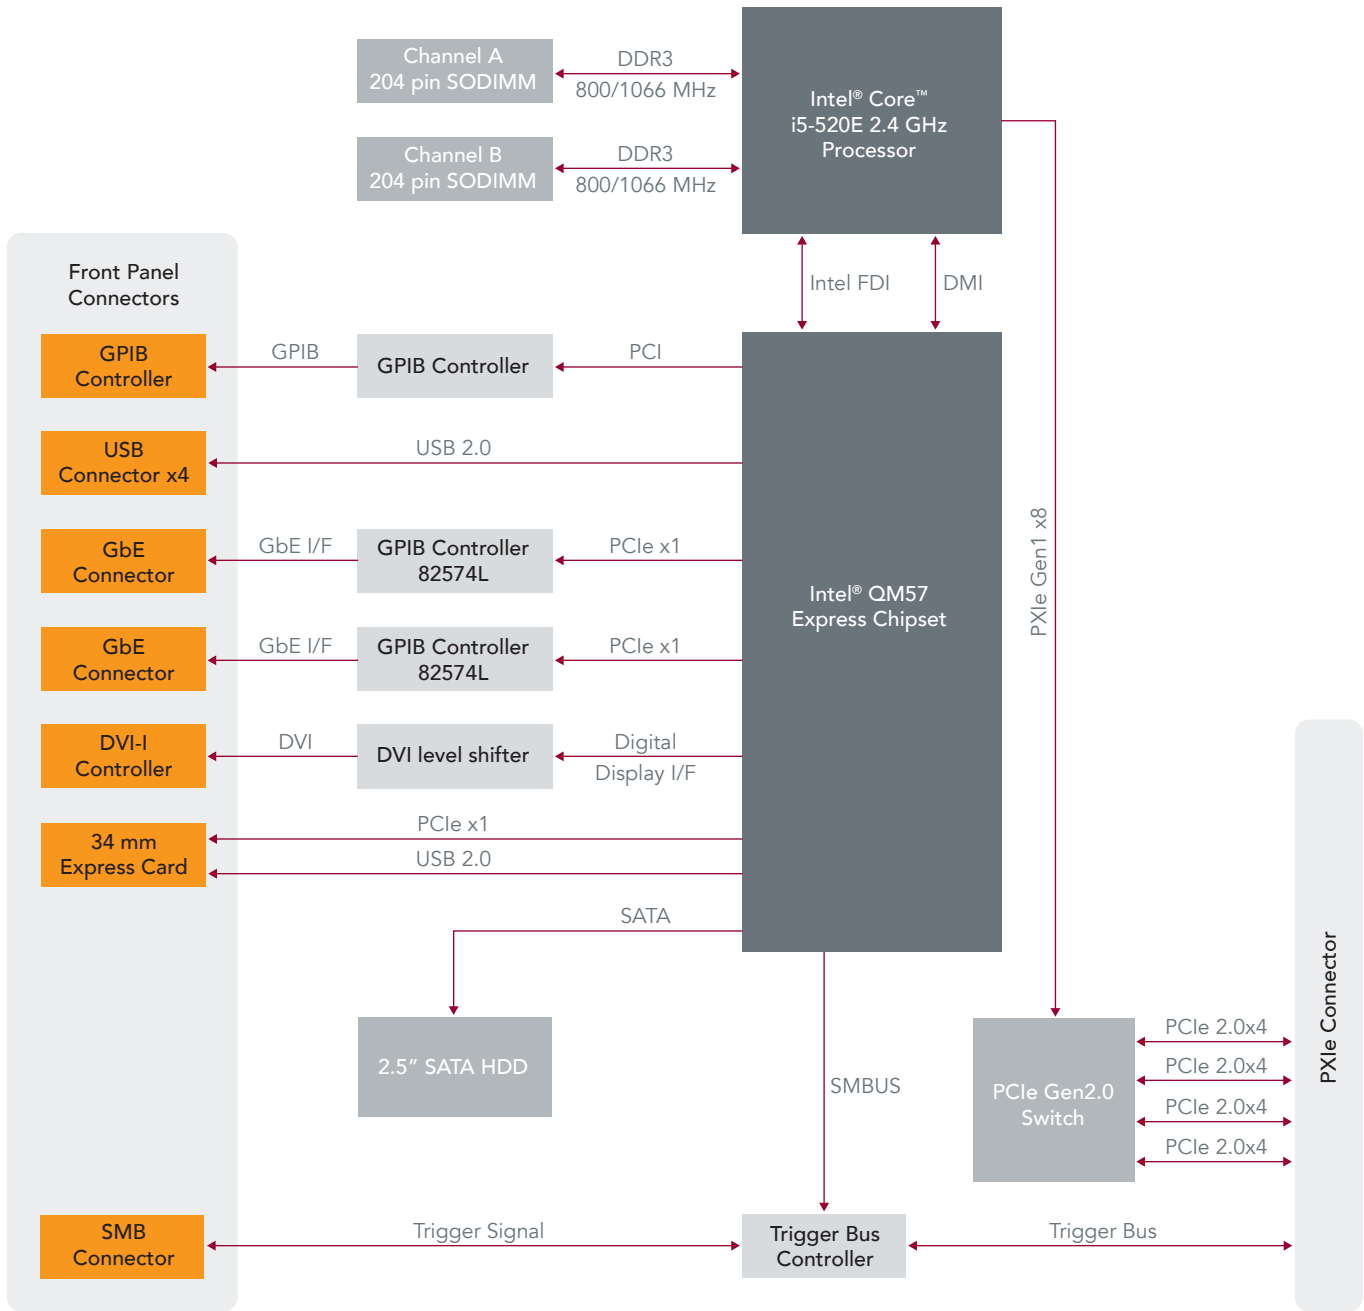 Channel A
204 pin SODIMM
DDR3
800/1066 MHz
Intel® Core™
i5-520E 2.4 GHz
Processor
Channel B
204 pin SODIMM
DDR3
800/1066 MHz
Intel FDI
DMI
Front Panel
Connectors
GPIB
Controller
GPIB
GPIB Controller
PCI
USB
Connector x4
USB 2.0
GbE
Connector
GbE I/F
GPIB Controller
82574L
PCIe x1
Intel® QM57
Express Chipset
PXIe Gen1 x8
GbE
Connector
GbE I/F
GPIB Controller
82574L
PCIe x1
DVI-I
Controller
DVI
DVI level shifter
Digital
Display I/F
34 mm
Express Card
PCIe x1
USB 2.0
SATA
2.5” SATA HDD
SMBUS
PCIe Gen2.0
Switch
PCIe 2.0x4
PCIe 2.0x4
PCIe 2.0x4
PCIe 2.0x4
PXIe Connector
SMB
Connector
Trigger Signal
Trigger Bus
Controller
Trigger Bus